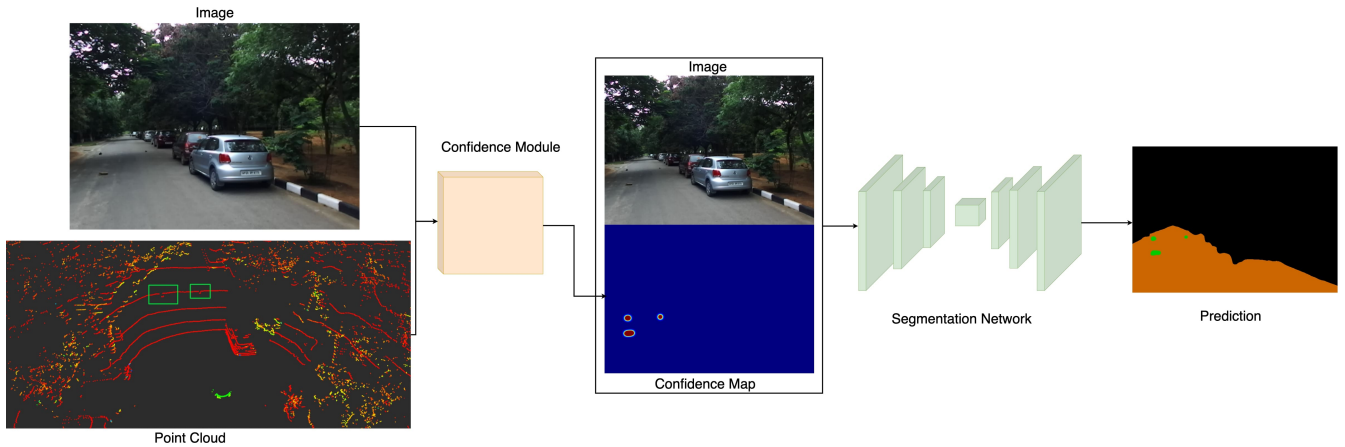 Image
Confidence Module
Point Cloud
Image
Confidence Map
Segmentation Network
Prediction